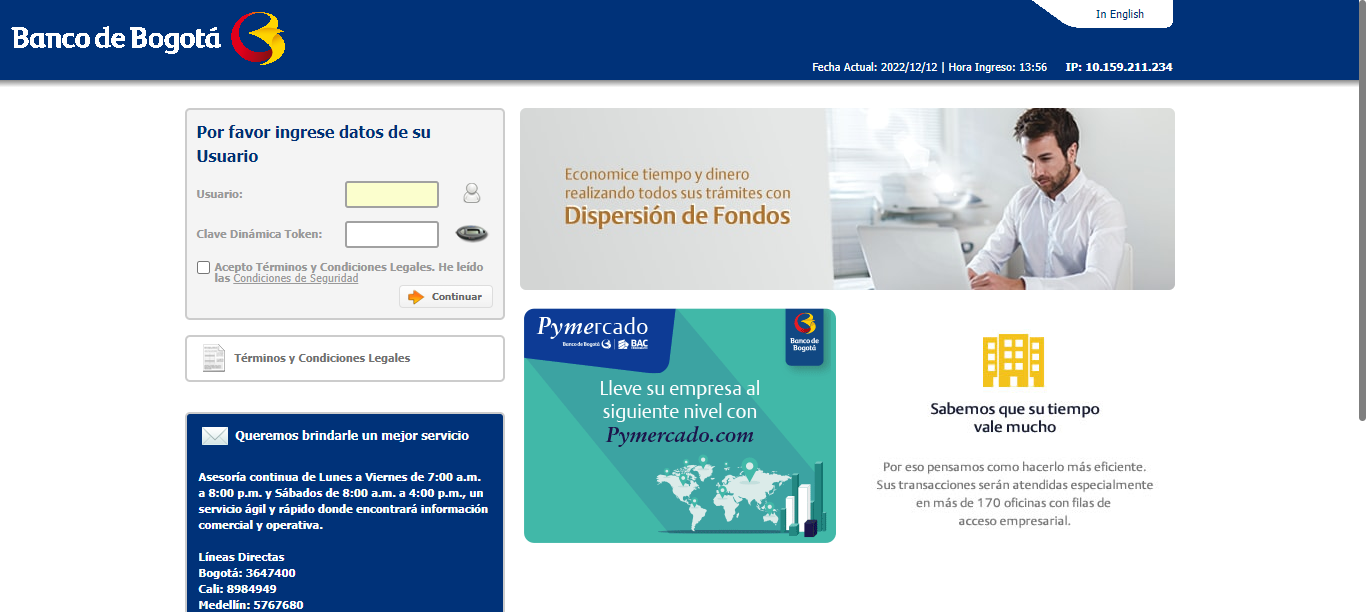 Banco de Bogotá
In English
Fecha Actual: 2022/12/12 | Hora Ingreso: 13:56 IP: 10.159.211.234
Por favor ingrese datos de su
Usuario
Usuario:
Clave Dinámica Token:
Acepto Términos y Condiciones Legales. He leído
las Condiciones de Seguridad
Continuar
Términos y Condiciones Legales
Queremos brindarle un mejor servicio
Asesoría continua de Lunes a Viernes de 7:00 a.m.
a 8:00 p.m. y Sábados de 8:00 a.m. a 4:00 p.m., un
servicio ágil y rápido donde encontrará información
comercial y operativa.
Líneas Directas
Bogotá: 3647400
Cali: 8984949
Medellín: 5767680
Economice tiempo y dinero
realizando todos sus trámites con
Dispersión de Fondos
Pymercado
Banco de Bogotá | BAC
Banco de
Bogotá
Lleve su empresa al
siguiente nivel con
Pymercado.com
Sabemos que su tiempo
vale mucho
Por eso pensamos como hacerlo más eficiente.
Sus transacciones serán atendidas especialmente
en más de 170 oficinas con filas de
acceso empresarial.